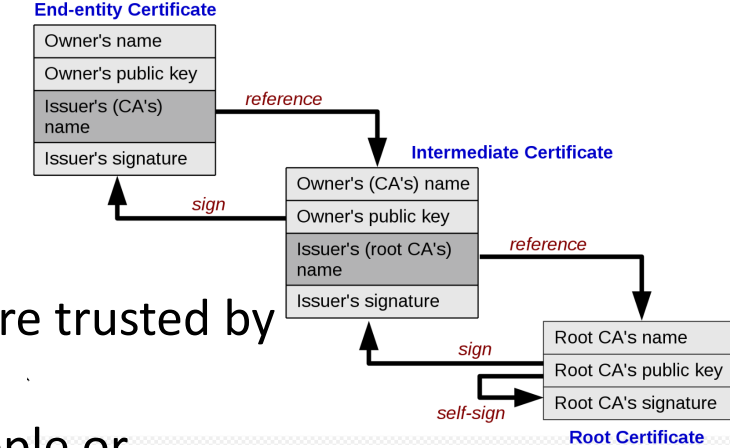 End-entity Certificate
Owner's name
Owner's public key
Issuer's (CA's)
name
Issuer's signature
reference
sign
Intermediate Certificate
Owner's (CA's) name
Owner's public key
Issuer's (root CA's)
name
Issuer's signature
reference
sign
self-sign
Root CA's name
Root CA's public key
Root CA's signature
Root Certificate
re trusted by
or